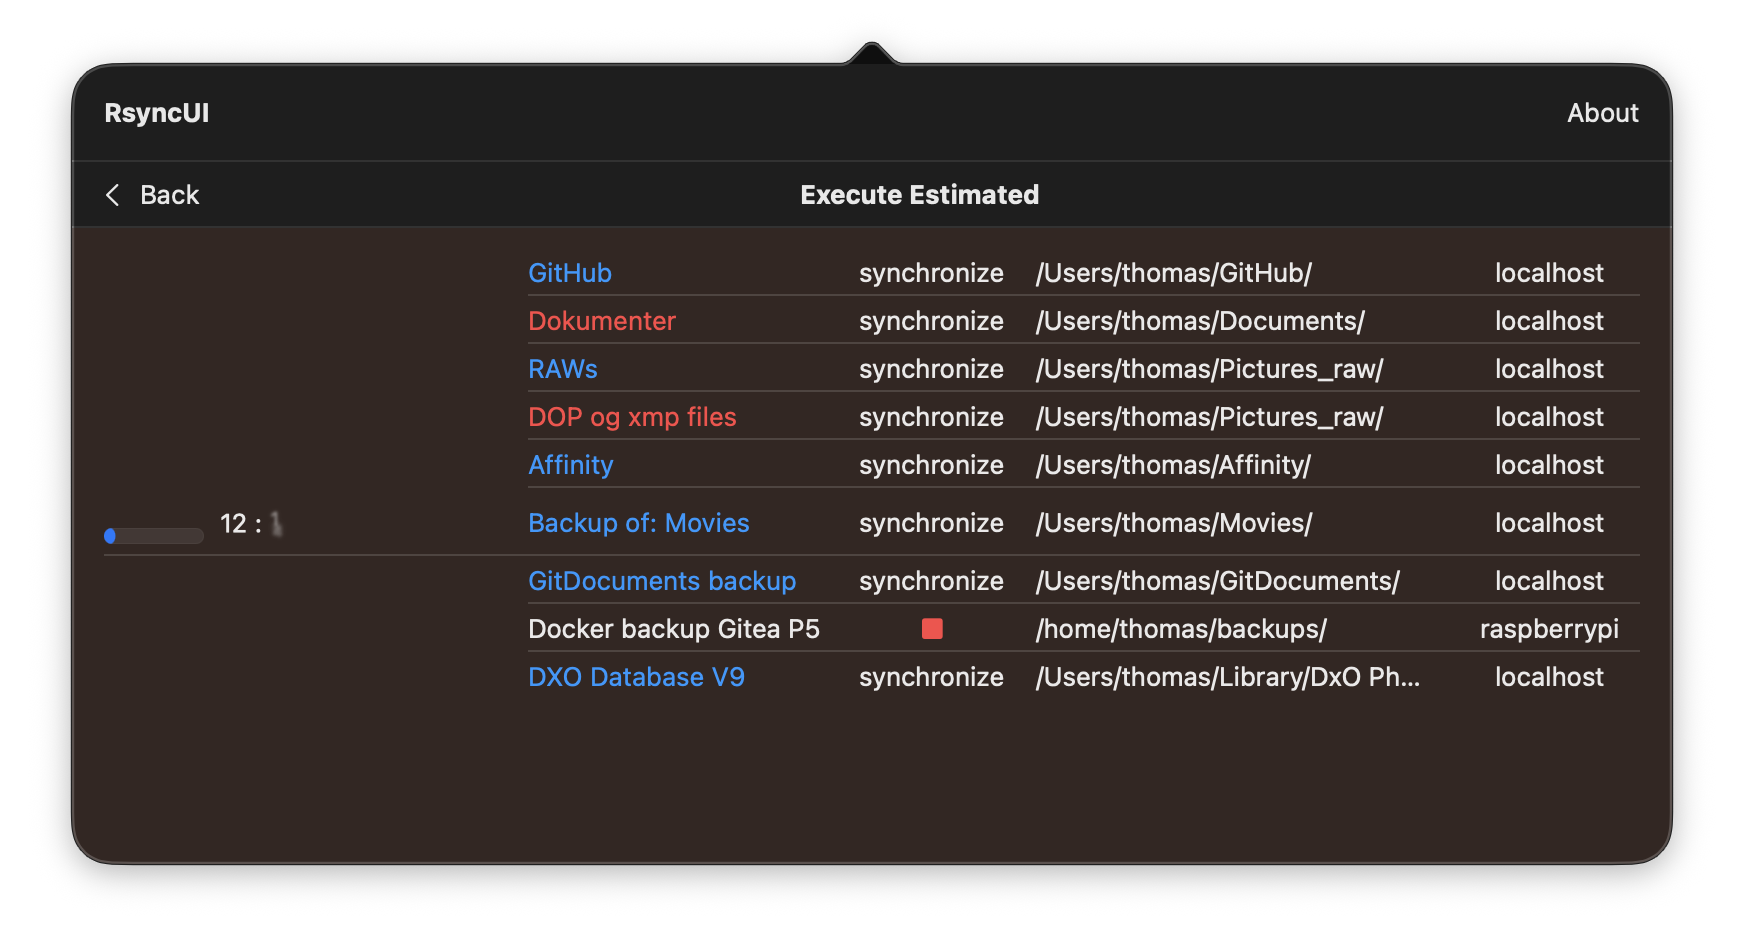 RsyncUI About
Back Execute Estimated
GitHub synchronize /Users/thomas/GitHub/ localhost
Dokumenter synchronize /Users/thomas/Documents/ localhost
RAWs synchronize /Users/thomas/Pictures_raw/ localhost
DOP og xmp files synchronize /Users/thomas/Pictures_raw/ localhost
Affinity synchronize /Users/thomas/Affinity/ localhost
12 : Backup of: Movies synchronize /Users/thomas/Movies/ localhost
GitDocuments backup synchronize /Users/thomas/GitDocuments/ localhost
Docker backup Gitea P5 /home/thomas/backups/ raspberrypi
DXO Database V9 synchronize /Users/thomas/Library/DxO Ph... localhost